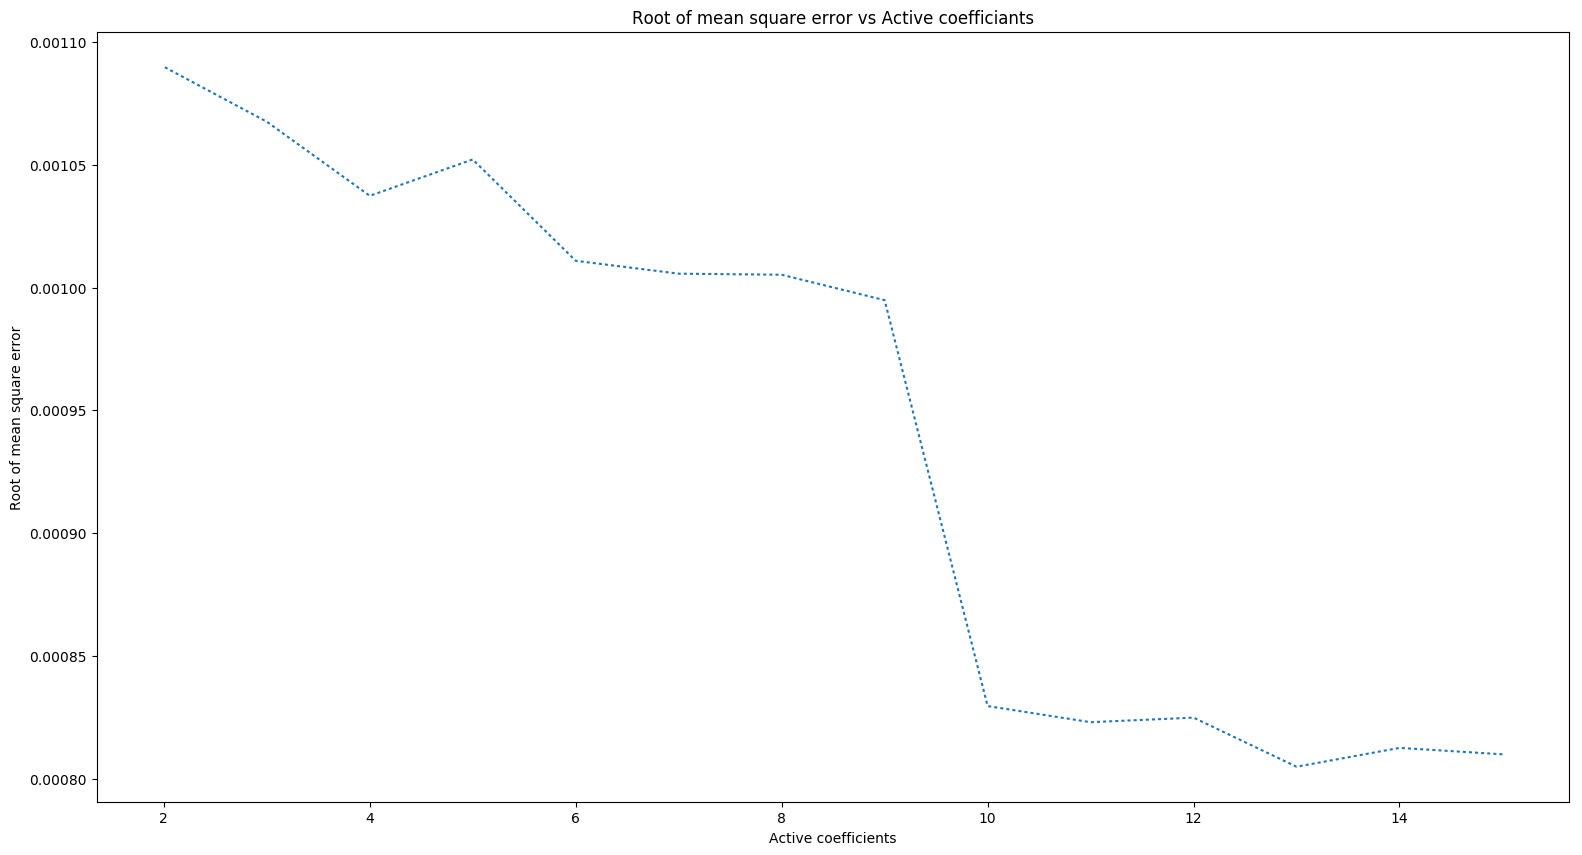 Root of mean square error vs Active coefficiants
0.00110
0.00105
0.00100
0.00095
0.00090
0.00085
0.00080
Root of mean square error
2 4 6 8 10 12 14
Active coefficients